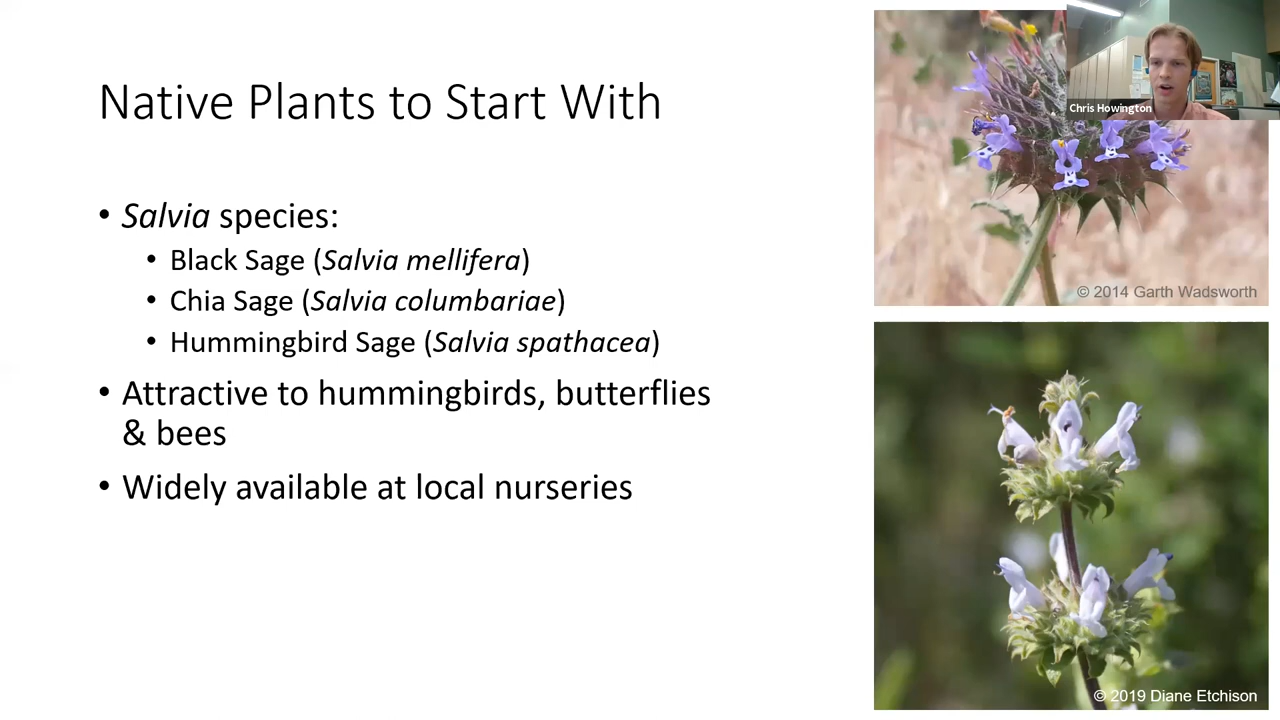 Native Plants to Start With
• Salvia species:
• Black Sage (Salvia mellifera)
• Chia Sage (Salvia columbariae)
• Hummingbird Sage (Salvia spathacea)
• Attractive to hummingbirds, butterflies
& bees
• Widely available at local nurseries
Chris Howington
© 2014 Garth Wadsworth
© 2019 Diane Etchison